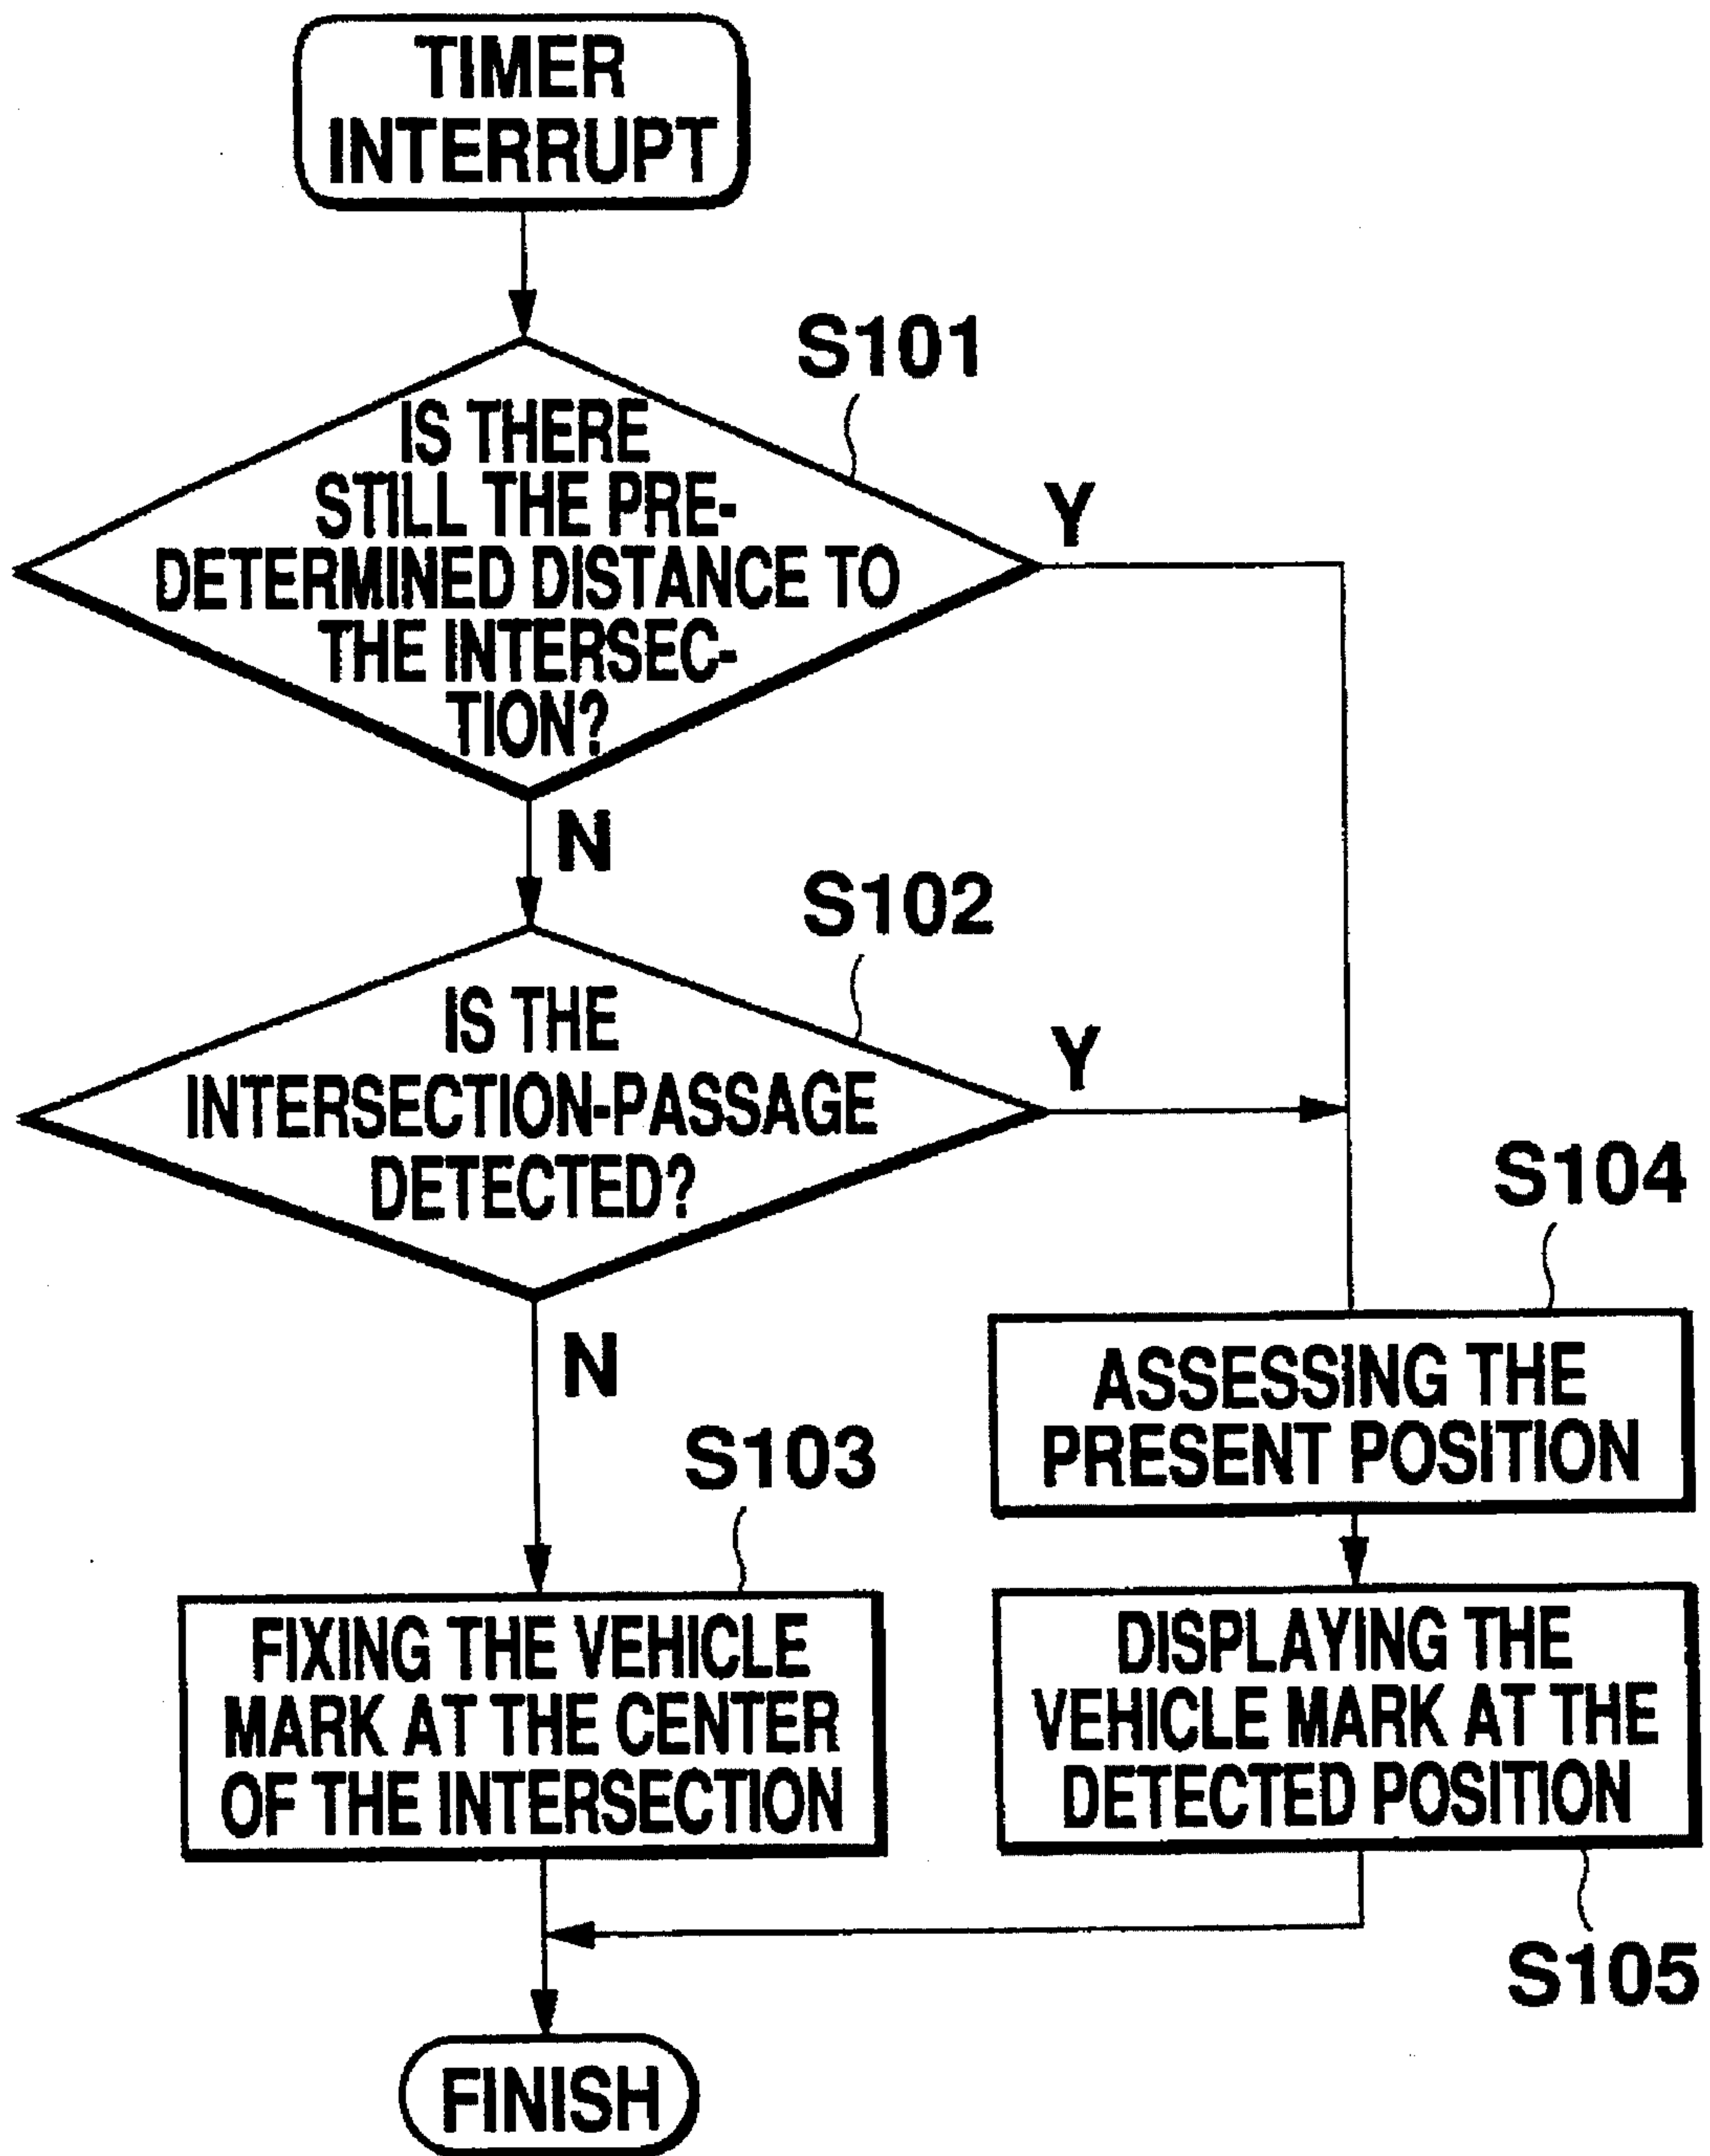 TIMER
INTERRUPT
S101
IS THERE
STILL THE PRE-
DETERMINED DISTANCE TO
THE INTERSEC-
TION?
Y
N
S102
IS THE
INTERSECTION-PASSAGE
DETECTED?
Y
N
S103
FIXING THE VEHICLE
MARK AT THE CENTER
OF THE INTERSECTION
S104
ASSESSING THE
PRESENT POSITION
DISPLAYING THE
VEHICLE MARK AT THE
DETECTED POSITION
S105
FINISH